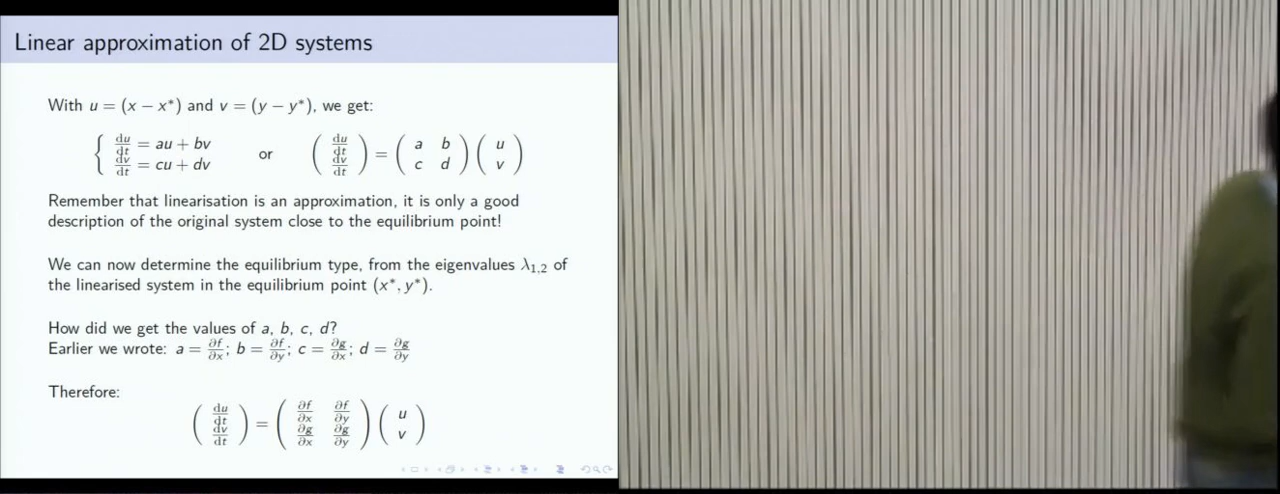 Linear approximation of 2D systems
With u = (x − x*) and v = (y − y*), we get:
{ du/dt = au + bv
dv/dt = cu + dv
or
( du/dt
dv/dt ) = ( a b
c d ) ( u
v )
Remember that linearisation is an approximation, it is only a good
description of the original system close to the equilibrium point!
We can now determine the equilibrium type, from the eigenvalues λ1,2 of
the linearised system in the equilibrium point (x*, y*).
How did we get the values of a, b, c, d?
Earlier we wrote: a = ∂f/∂x; b = ∂f/∂y; c = ∂g/∂x; d = ∂g/∂y
Therefore:
( du/dt
dv/dt ) = ( ∂f/∂x ∂f/∂y
∂g/∂x ∂g/∂y ) ( u
v )